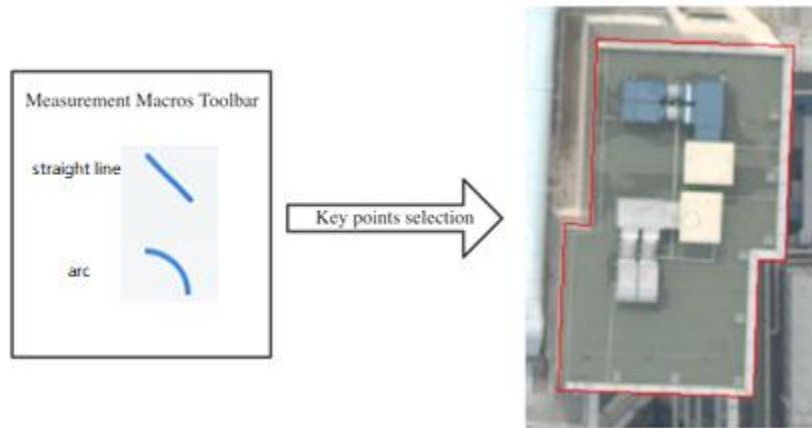 Measurement Macros Toolbar
straight line
Key points selection
arc